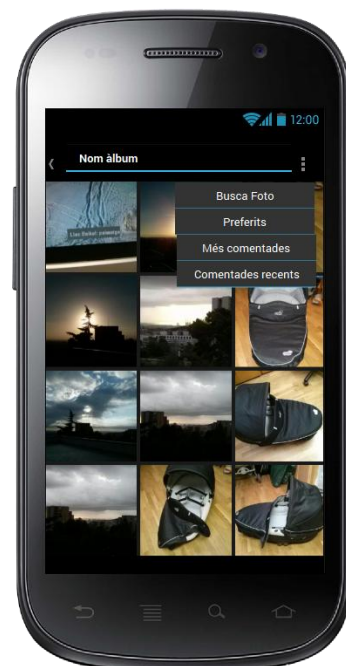 12:00
Nom àlbum
Busca Foto
Preferits
Més comentades
Comentades recents